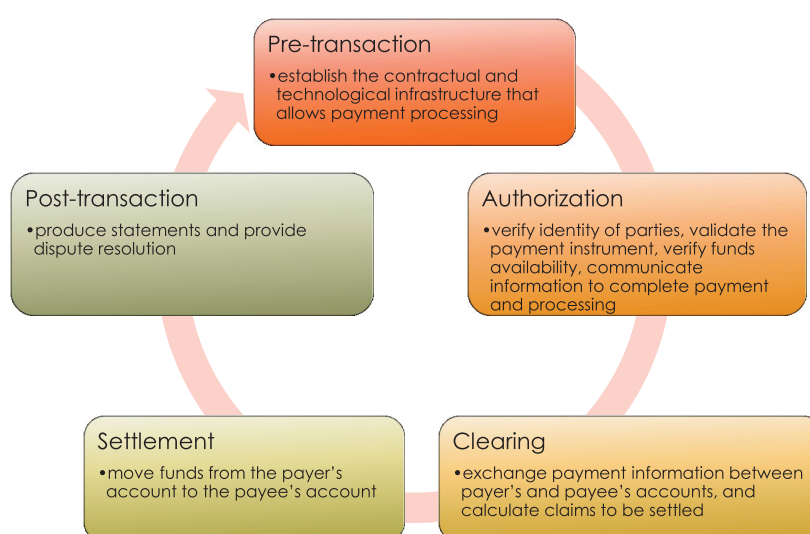 Pre-transaction
•establish the contractual and
technological infrastructure that
allows payment processing
Authorization
•verify identity of parties, validate the
payment instrument, verify funds
availability, communicate
information to complete payment
and processing
Clearing
•exchange payment information between
payer's and payee's accounts, and
calculate claims to be settled
Settlement
•move funds from the payer's
account to the payee's account
Post-transaction
•produce statements and provide
dispute resolution